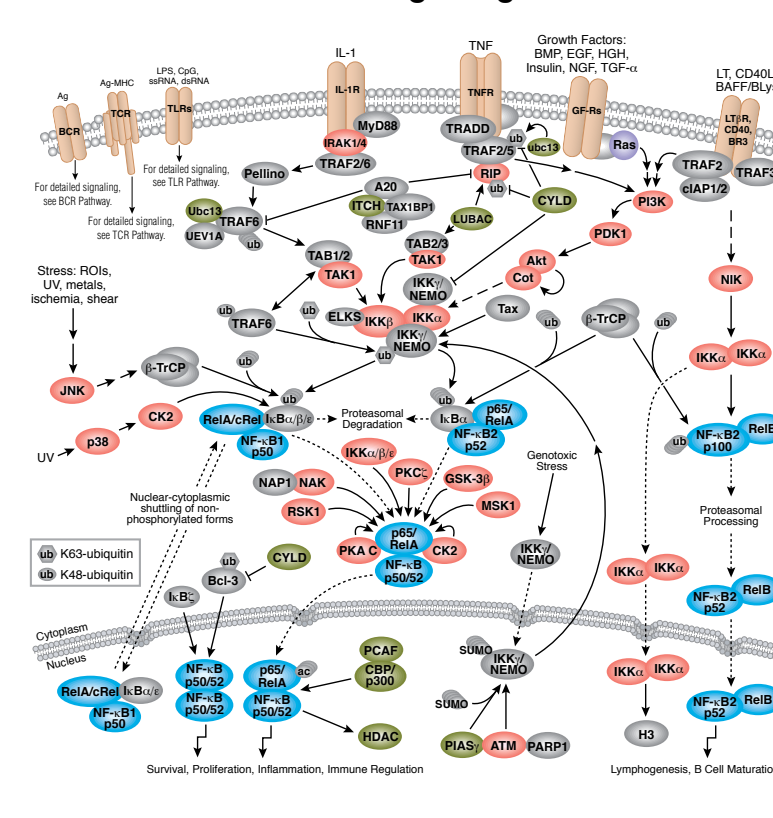 IL-1
TNF
Growth Factors:
BMP, EGF, HGH,
Insulin, NGF, TGF-α
LT, CD40L
BAFF/BLys
LPS, CpG,
ssRNA, dsRNA
Ag-MHC
Ag
BCR
TCR
TLRs
IL-1R
TNFR
GF-Rs
LTβR,
CD40,
BR3
MyD88
IRAK1/4
TRAF2/6
TRADD
TRAF2/5
ub
ubc13
RIP
ub
Ras
TRAF2
cIAP1/2
TRAF3
For detailed signaling,
see BCR Pathway.
For detailed signaling,
see TLR Pathway.
For detailed signaling,
see TCR Pathway.
Pellino
A20
ITCH
TAX1BP1
RNF11
LUBAC
CYLD
PI3K
PDK1
Ubc13
TRAF6
UEV1A
ub
TAB1/2
TAK1
TAB2/3
TAK1
Akt
Cot
NIK
Stress: ROIs,
UV, metals,
ischemia, shear
IKKγ/
NEMO
ub
TRAF6
ub
ELKS
IKKβ
IKKα
IKKγ/
NEMO
ub
Tax
ub
β-TrCP
ub
IKKα
IKKα
β-TrCP
ub
JNK
ub
ub
CK2
p38
UV
RelA/cRel
IκBα/β/ε
NF-κB1
p50
Proteasomal
Degradation
IκBα
p65/
RelA
NF-κB2
p52
ub
NF-κB2
p100
RelB
IKKα/β/ε
PKCζ
GSK-3β
MSK1
NAP1
NAK
RSK1
Genotoxic
Stress
Nuclear-cytoplasmic
shuttling of non-
phosphorylated forms
Proteasomal
Processing
PKA C
p65/
RelA
CK2
NF-κB
p50/52
IKKγ/
NEMO
ub K63-ubiquitin
ub K48-ubiquitin
ub
Bcl-3
CYLD
IκBζ
IKKα
IKKα
NF-κB2
p52
RelB
Cytoplasm
Nucleus
RelA/cRel
IκBα/ε
NF-κB1
p50
NF-κB
p50/52
NF-κB
p50/52
p65/
RelA
ac
NF-κB
p50/52
PCAF
CBP/
p300
HDAC
SUMO
IKKγ/
NEMO
SUMO
PIASγ
ATM
PARP1
IKKα
IKKα
H3
NF-κB2
p52
RelB
Survival, Proliferation, Inflammation, Immune Regulation
Lymphogenesis, B Cell Maturatio